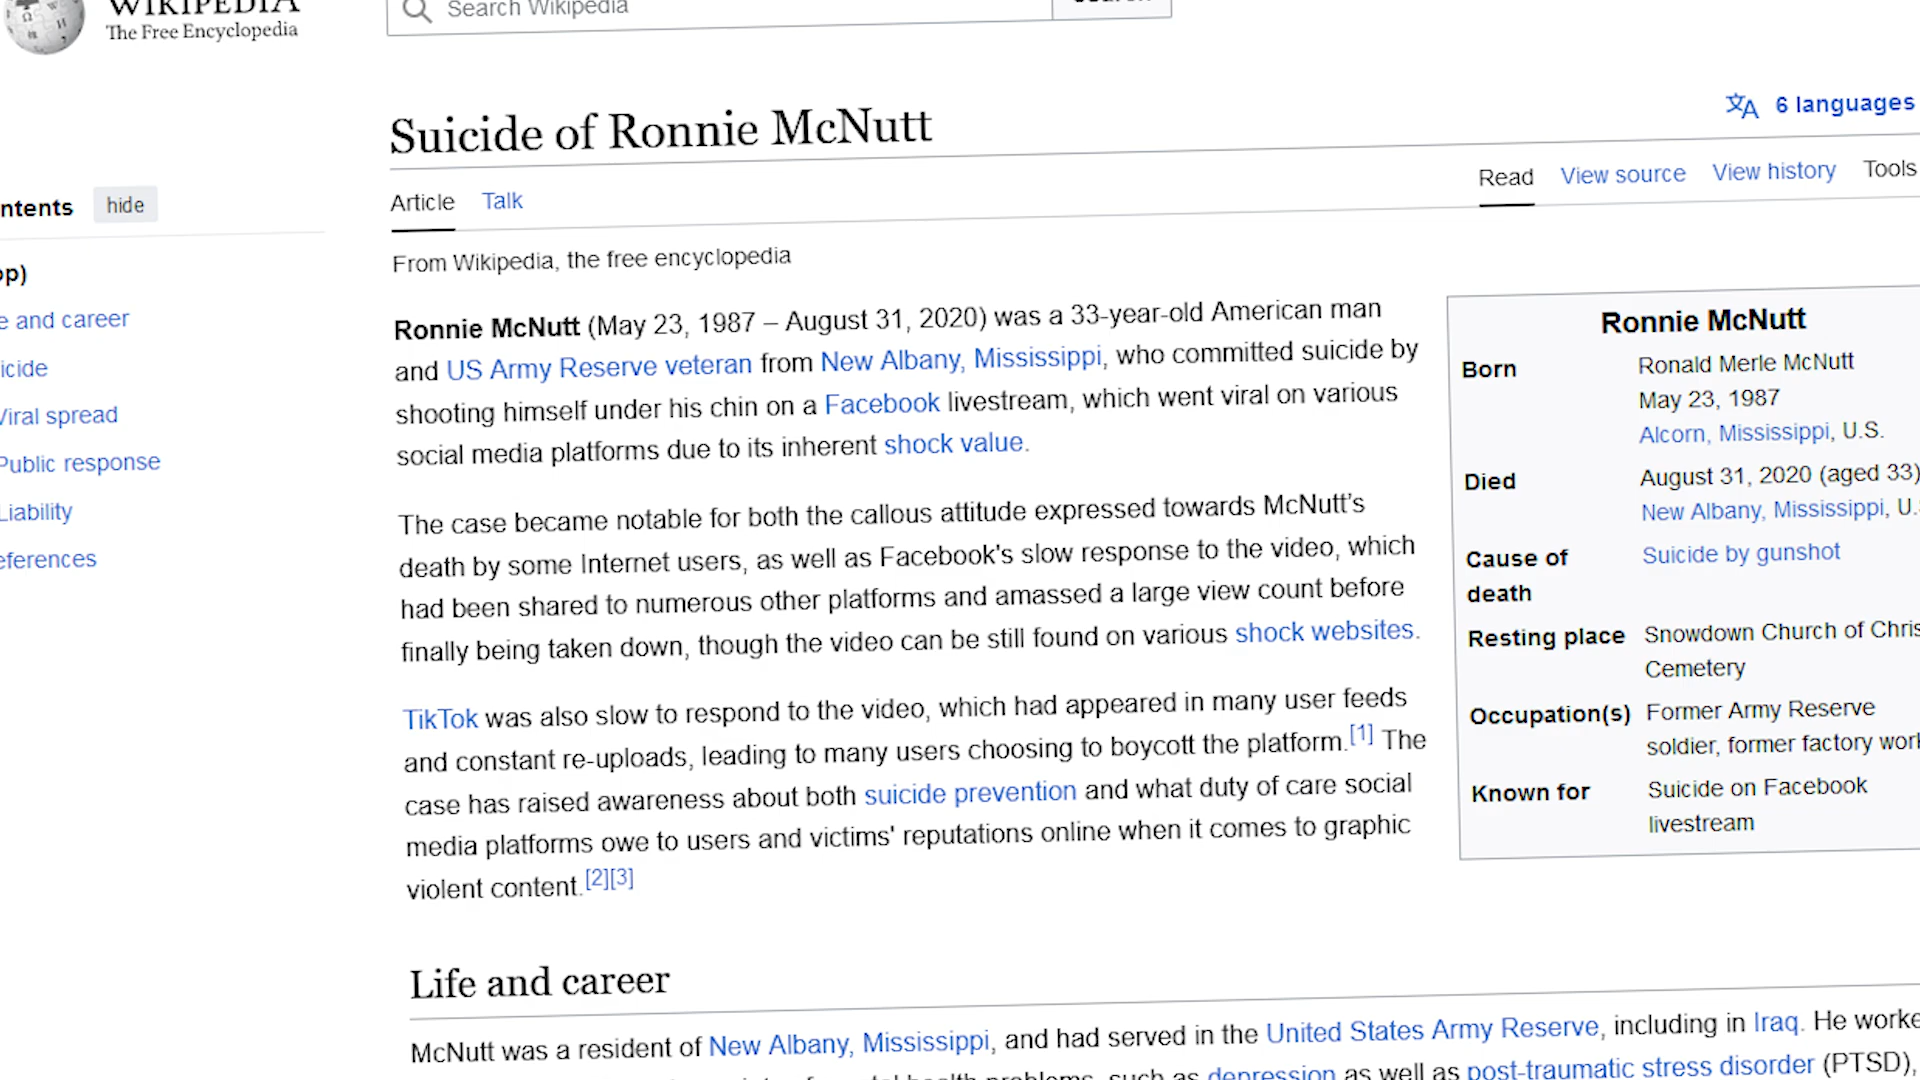 WIKIPEDIA
The Free Encyclopedia
Search Wikipedia
Suicide of Ronnie McNutt
6 languages
Article Talk
Read View source View history Tools
hide
From Wikipedia, the free encyclopedia
and career
Viral spread
Public response
Liability
Ronnie McNutt (May 23, 1987 – August 31, 2020) was a 33-year-old American man
and US Army Reserve veteran from New Albany, Mississippi, who committed suicide by
shooting himself under his chin on a Facebook livestream, which went viral on various
social media platforms due to its inherent shock value.
The case became notable for both the callous attitude expressed towards McNutt’s
death by some Internet users, as well as Facebook's slow response to the video, which
had been shared to numerous other platforms and amassed a large view count before
finally being taken down, though the video can be still found on various shock websites.
TikTok was also slow to respond to the video, which had appeared in many user feeds
and constant re-uploads, leading to many users choosing to boycott the platform.[1] The
case has raised awareness about both suicide prevention and what duty of care social
media platforms owe to users and victims' reputations online when it comes to graphic
violent content.[2][3]
Ronnie McNutt
Born Ronald Merle McNutt
May 23, 1987
Alcorn, Mississippi, U.S.
Died August 31, 2020 (aged 33)
New Albany, Mississippi, U.S
Cause of Suicide by gunshot
death
Resting place Snowdown Church of Chris
Cemetery
Occupation(s) Former Army Reserve
soldier, former factory work
Known for Suicide on Facebook
livestream
Life and career
McNutt was a resident of New Albany, Mississippi, and had served in the United States Army Reserve, including in Iraq. He worke
such as depression as well as post-traumatic stress disorder (PTSD),